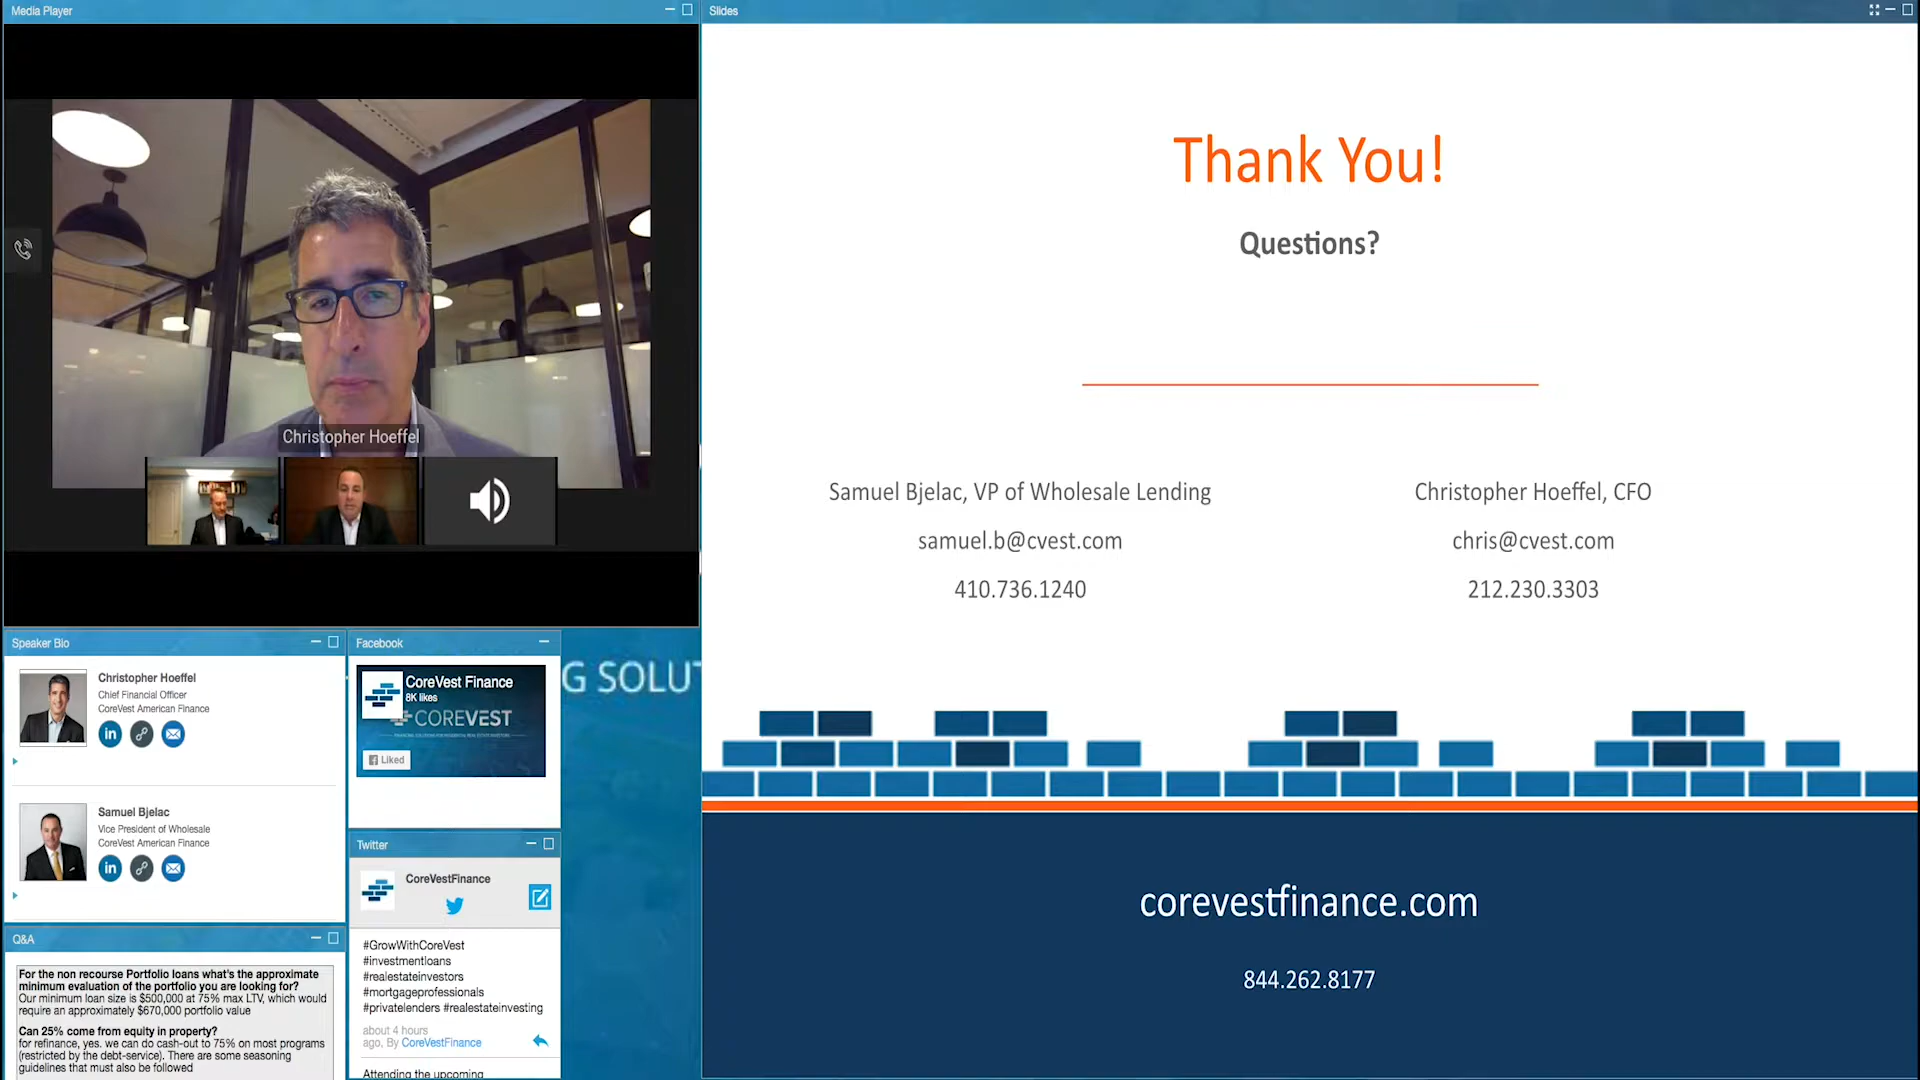 Media Player
Christopher Hoeffel
Slides
Thank You!
Questions?
Samuel Bjelac, VP of Wholesale Lending
samuel.b@cvest.com
410.736.1240
Christopher Hoeffel, CFO
chris@cvest.com
212.230.3303
corevestfinance.com
844.262.8177
Speaker Bio
Christopher Hoeffel
Chief Financial Officer
CoreVest American Finance
in
Samuel Bjelac
Vice President of Wholesale
CoreVest American Finance
in
Facebook
CoreVest Finance
8K likes
COREVEST
Liked
G SOLUT
Twitter
CoreVestFinance
#GrowWithCoreVest
#investmentloans
#realestateinvestors
#mortgageprofessionals
#privatelenders #realestateinvesting
about 4 hours
ago, By CoreVestFinance
Attending the upcoming
Q&A
For the non recourse Portfolio loans what's the approximate
minimum evaluation of the portfolio you are looking for?
Our minimum loan size is $500,000 at 75% max LTV, which would
require an approximately $670,000 portfolio value
Can 25% come from equity in property?
for refinance, yes. we can do cash-out to 75% on most programs
(restricted by the debt-service). There are some seasoning
guidelines that must also be followed